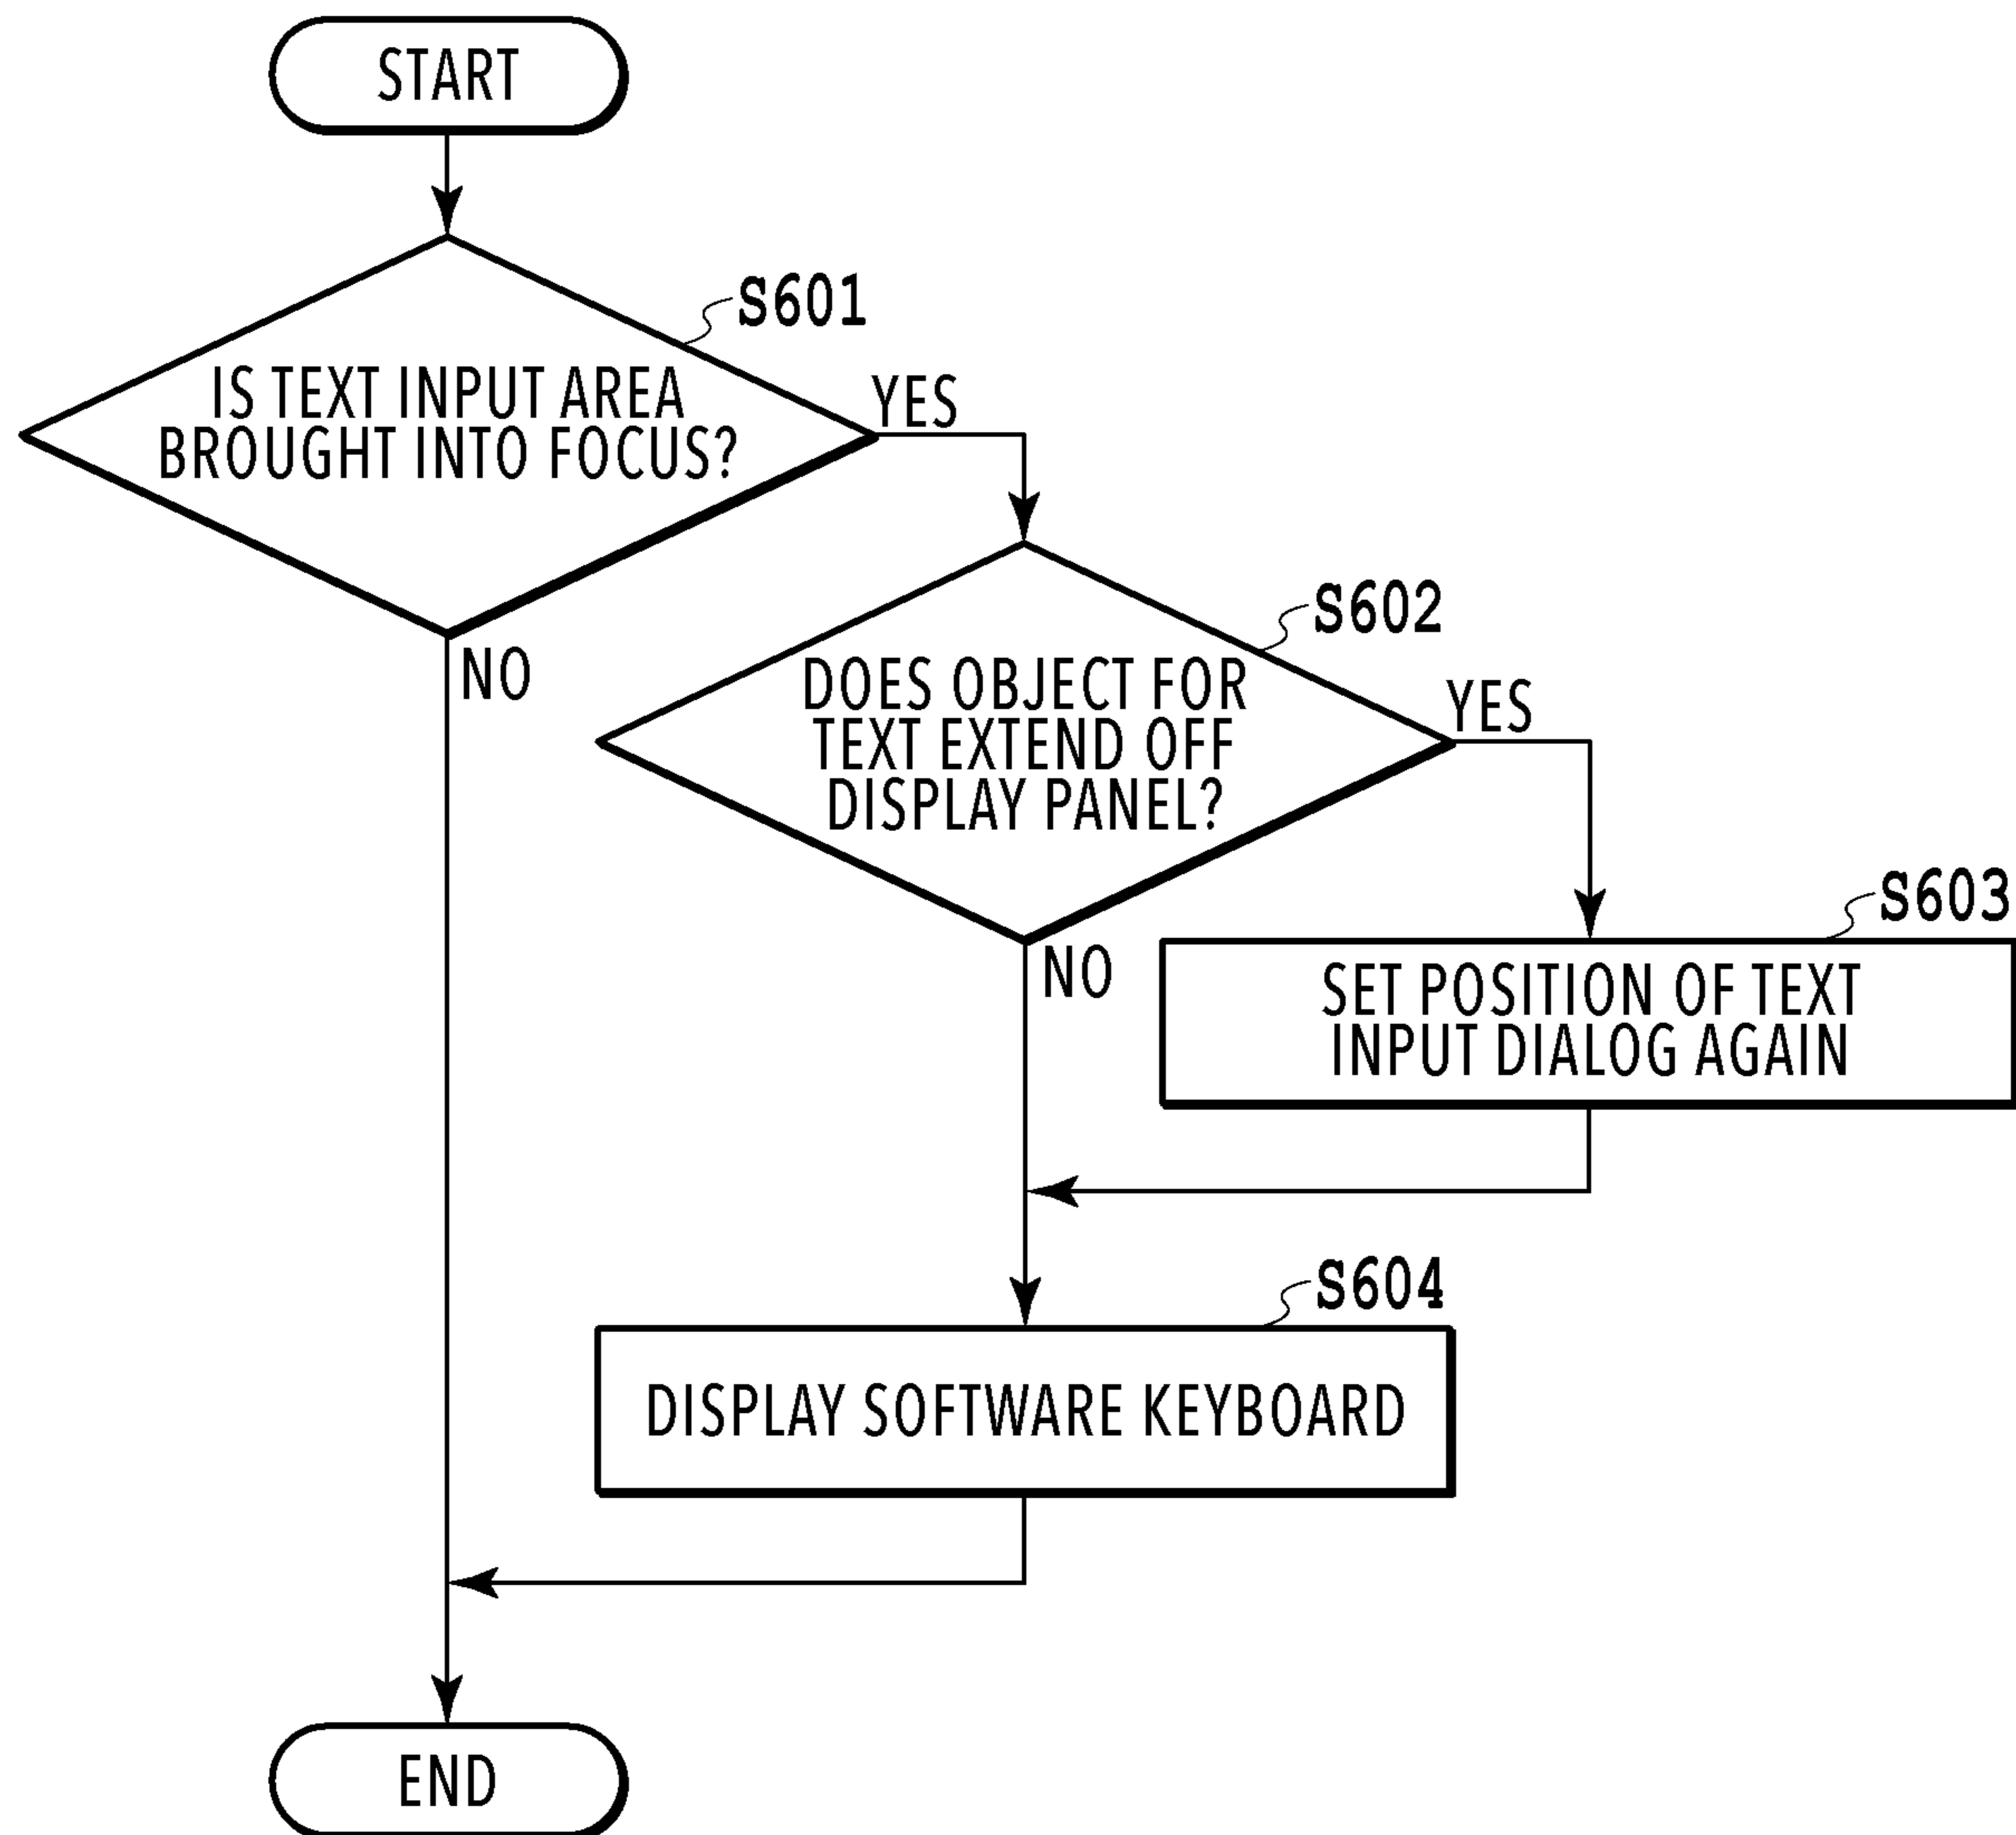 START
S601
IS TEXT INPUT AREA
BROUGHT INTO FOCUS?
YES
NO
S602
DOES OBJECT FOR
TEXT EXTEND OFF
DISPLAY PANEL?
YES
NO
S603
SET POSITION OF TEXT
INPUT DIALOG AGAIN
S604
DISPLAY SOFTWARE KEYBOARD
END